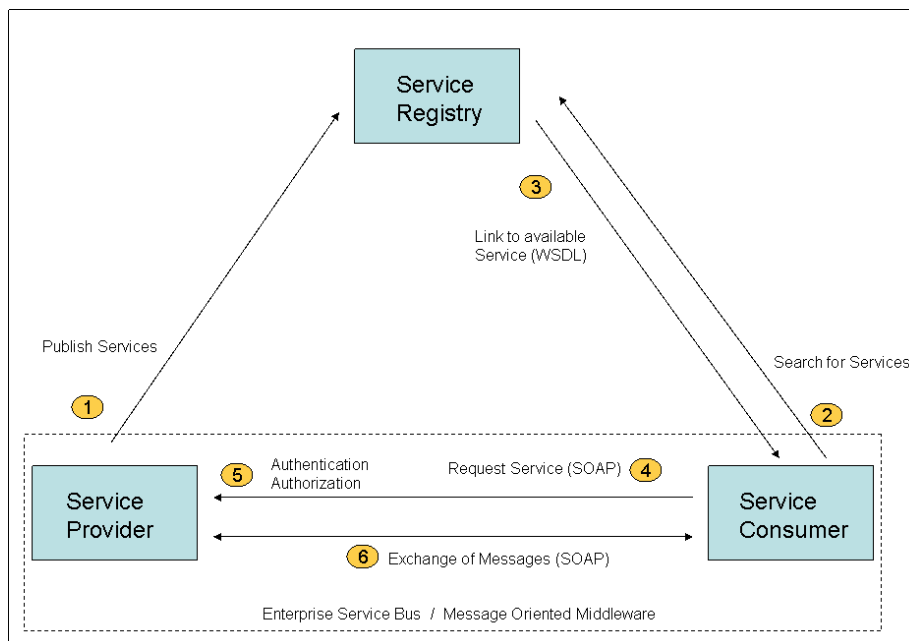 Service
Registry
3
Link to available
Service (WSDL)
Publish Services
Search for Services
1
2
5
Authentication
Authorization
Request Service (SOAP)
4
Service
Provider
Service
Consumer
6
Exchange of Messages (SOAP)
Enterprise Service Bus / Message Oriented Middleware